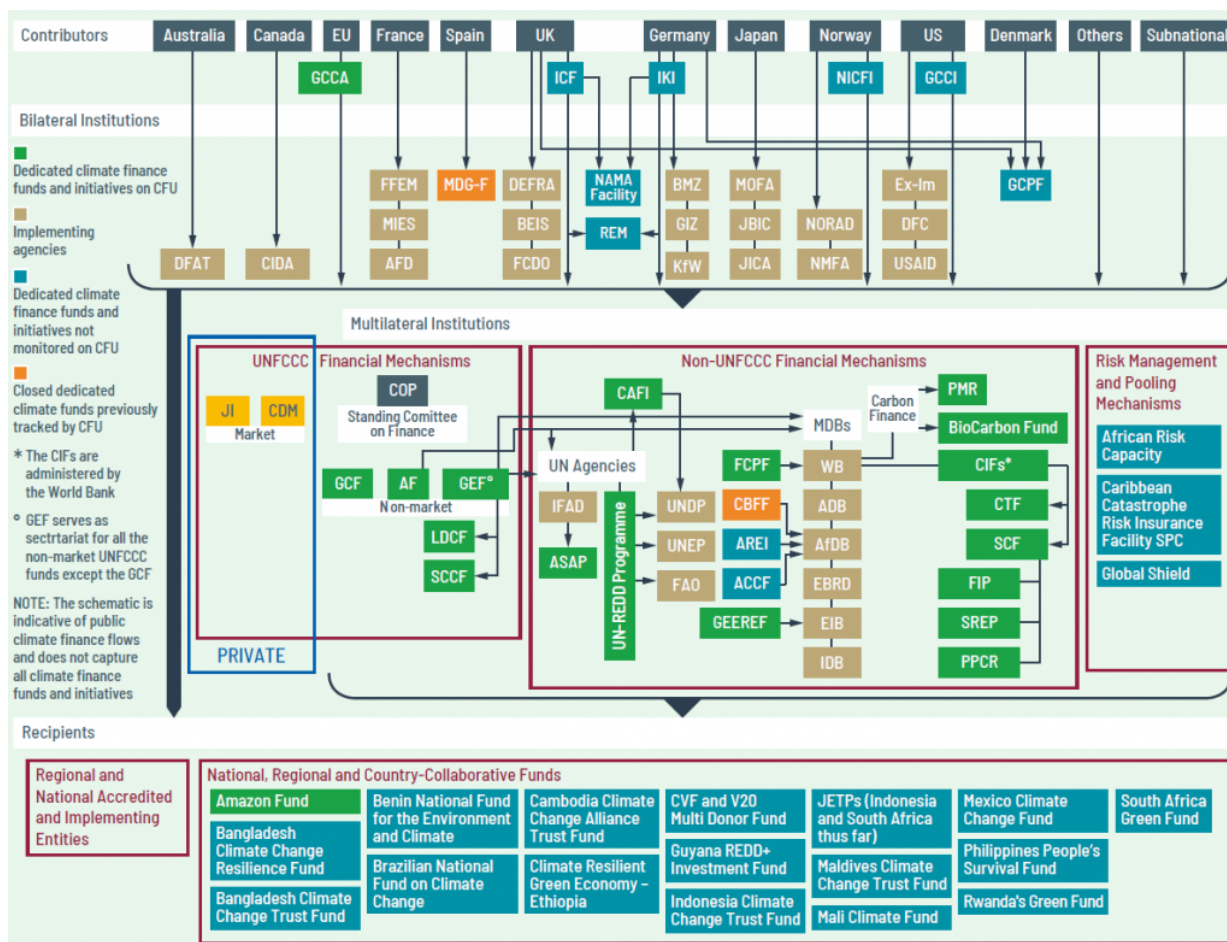 Contributors
Australia
Canada
EU
France
Spain
UK
Germany
Japan
Norway
US
Denmark
Others
Subnational
GCCA
ICF
IKI
NICFI
GCCI
Bilateral Institutions
Dedicated climate finance
funds and initiatives on CFU
Implementing
agencies
Dedicated climate
finance funds and
initiatives not
monitored on CFU
Closed dedicated
climate funds previously
tracked by CFU
* The CIFs are
administered by
the World Bank
° GEF serves as
sectrtariat for all the
non-market UNFCCC
funds except the GCF
NOTE: The schematic is
indicative of public
climate finance flows
and does not capture
all climate finance
funds and initiatives
DFAT
CIDA
FFEM
MIES
AFD
MDG-F
DEFRA
BEIS
FCDO
NAMA
Facility
REM
BMZ
GIZ
KfW
MOFA
JBIC
JICA
NORAD
NMFA
Ex-Im
DFC
USAID
GCPF
Multilateral Institutions
UNFCCC Financial Mechanisms
JI
CDM
Market
COP
Standing Comittee
on Finance
GCF
AF
GEF°
Non-market
LDCF
SCCF
PRIVATE
Non-UNFCCC Financial Mechanisms
CAFI
UN Agencies
IFAD
ASAP
UN-REDD Programme
UNDP
UNEP
FAO
FCPF
CBFF
AREI
ACCF
GEEREF
MDBs
WB
ADB
AfDB
EBRD
EIB
IDB
Carbon
Finance
PMR
BioCarbon Fund
CIFs*
CTF
SCF
FIP
SREP
PPCR
Risk Management
and Pooling
Mechanisms
African Risk
Capacity
Caribbean
Catastrophe
Risk Insurance
Facility SPC
Global Shield
Recipients
Regional and
National Accredited
and Implementing
Entities
National, Regional and Country-Collaborative Funds
Amazon Fund
Bangladesh
Climate Change
Resilience Fund
Bangladesh Climate
Change Trust Fund
Benin National Fund
for the Environment
and Climate
Brazilian National
Fund on Climate
Change
Cambodia Climate
Change Alliance
Trust Fund
Climate Resilient
Green Economy –
Ethiopia
CVF and V20
Multi Donor Fund
Guyana REDD+
Investment Fund
Indonesia Climate
Change Trust Fund
JETPs (Indonesia
and South Africa
thus far)
Maldives Climate
Change Trust Fund
Mali Climate Fund
Mexico Climate
Change Fund
Philippines People's
Survival Fund
Rwanda's Green Fund
South Africa
Green Fund